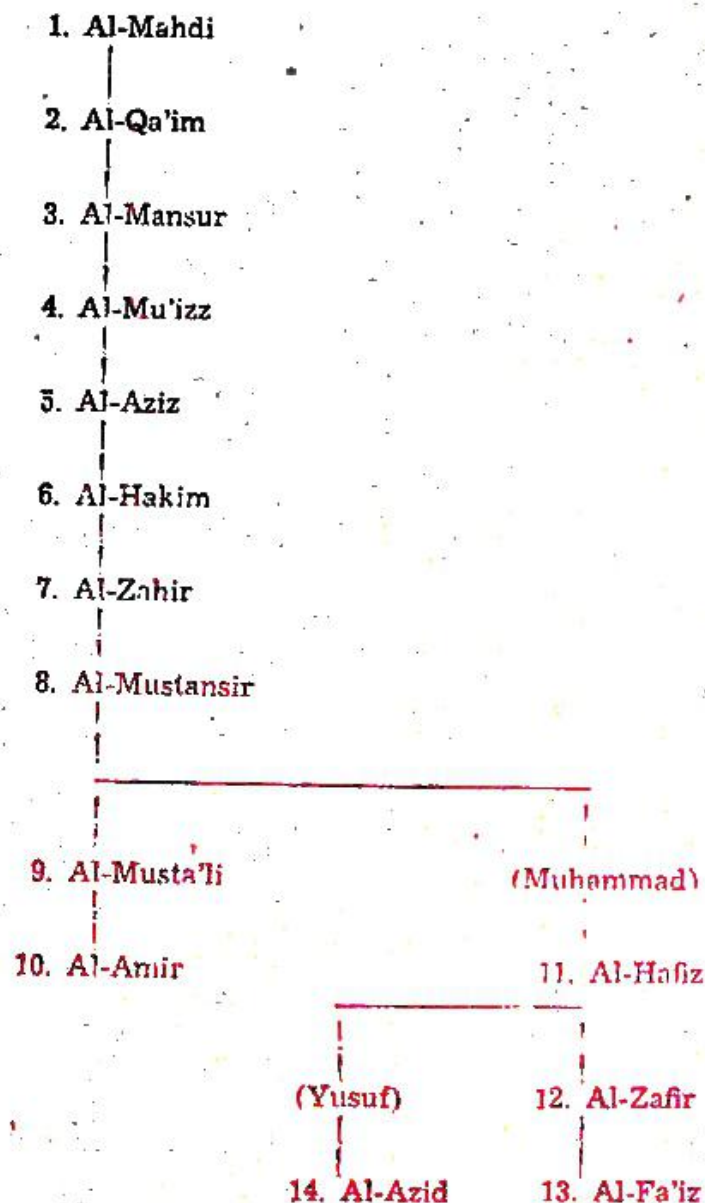 1. Al-Mahdi
2. Al-Qa'im
3. Al-Mansur
4. Al-Mu'izz
5. Al-Aziz
6. Al-Hakim
7. Al-Zahir
8. Al-Mustansir
9. Al-Musta'li (Muhammad)
10. Al-Amir 11. Al-Hafiz
(Yusuf) 12. Al-Zafir
14. Al-Azid 13. Al-Fa'iz